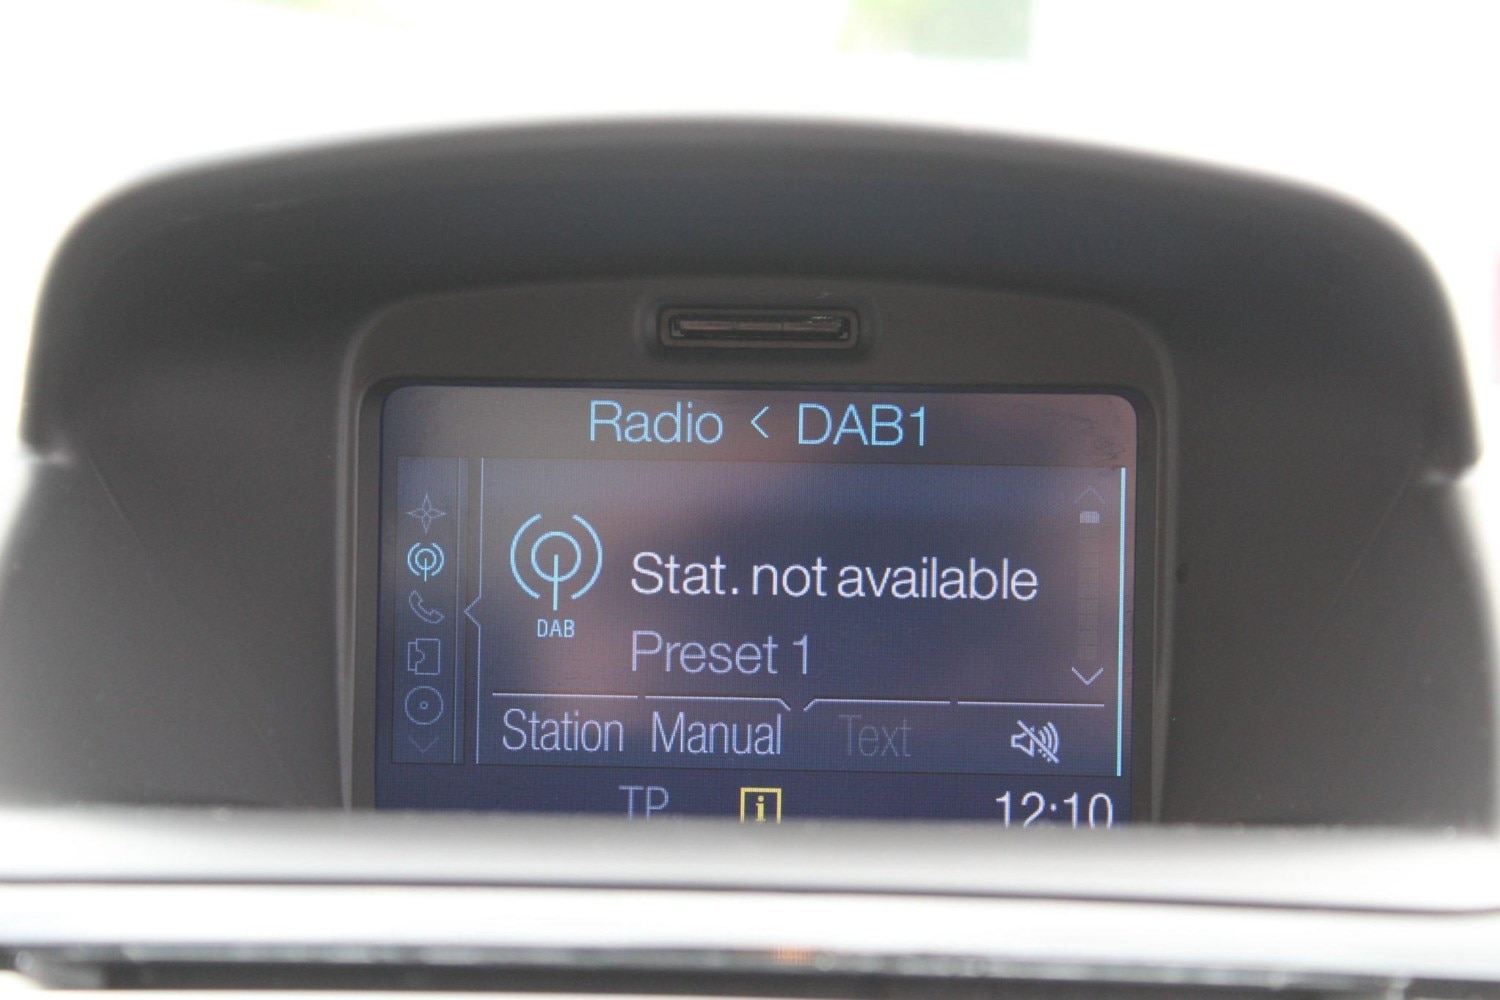 Radio < DAB1
Stat. not available
DAB
Preset 1
Station Manual Text
TP i 12:10